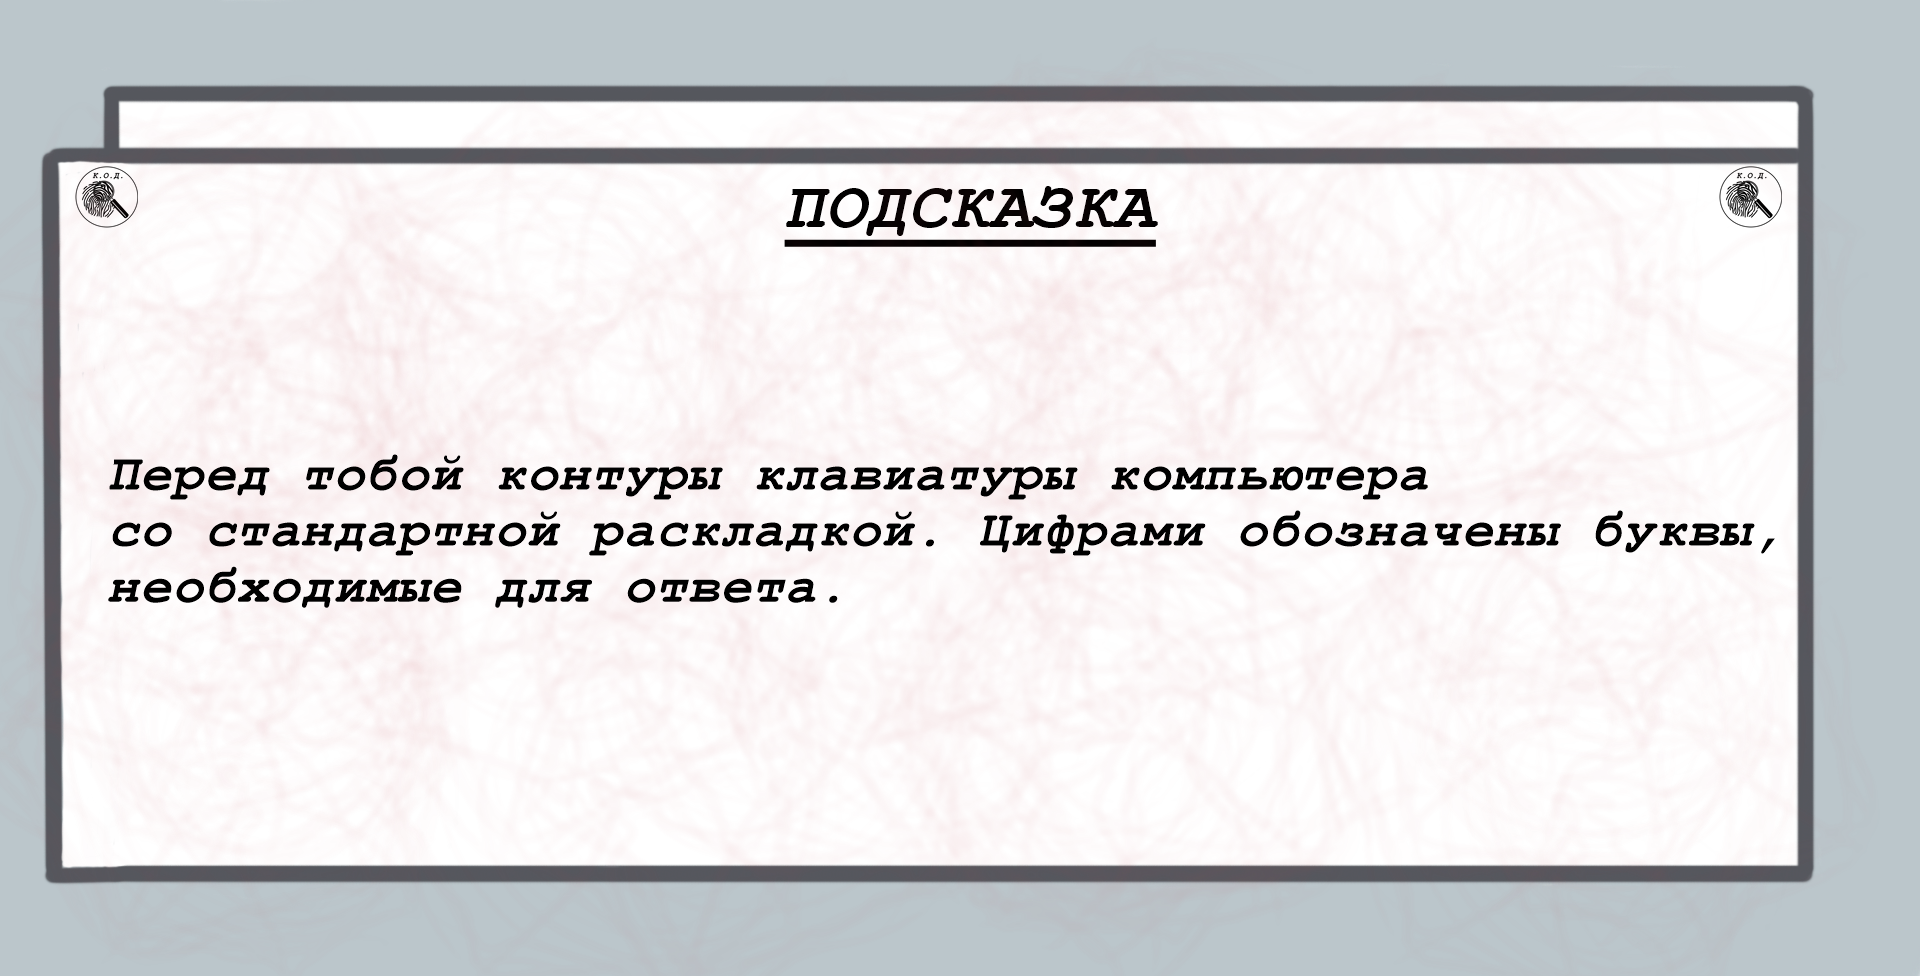 К.О.Д.
К.О.Д.
ПОДСКАЗКА
Перед тобой контуры клавиатуры компьютера
со стандартной раскладкой. Цифрами обозначены буквы,
необходимые для ответа.